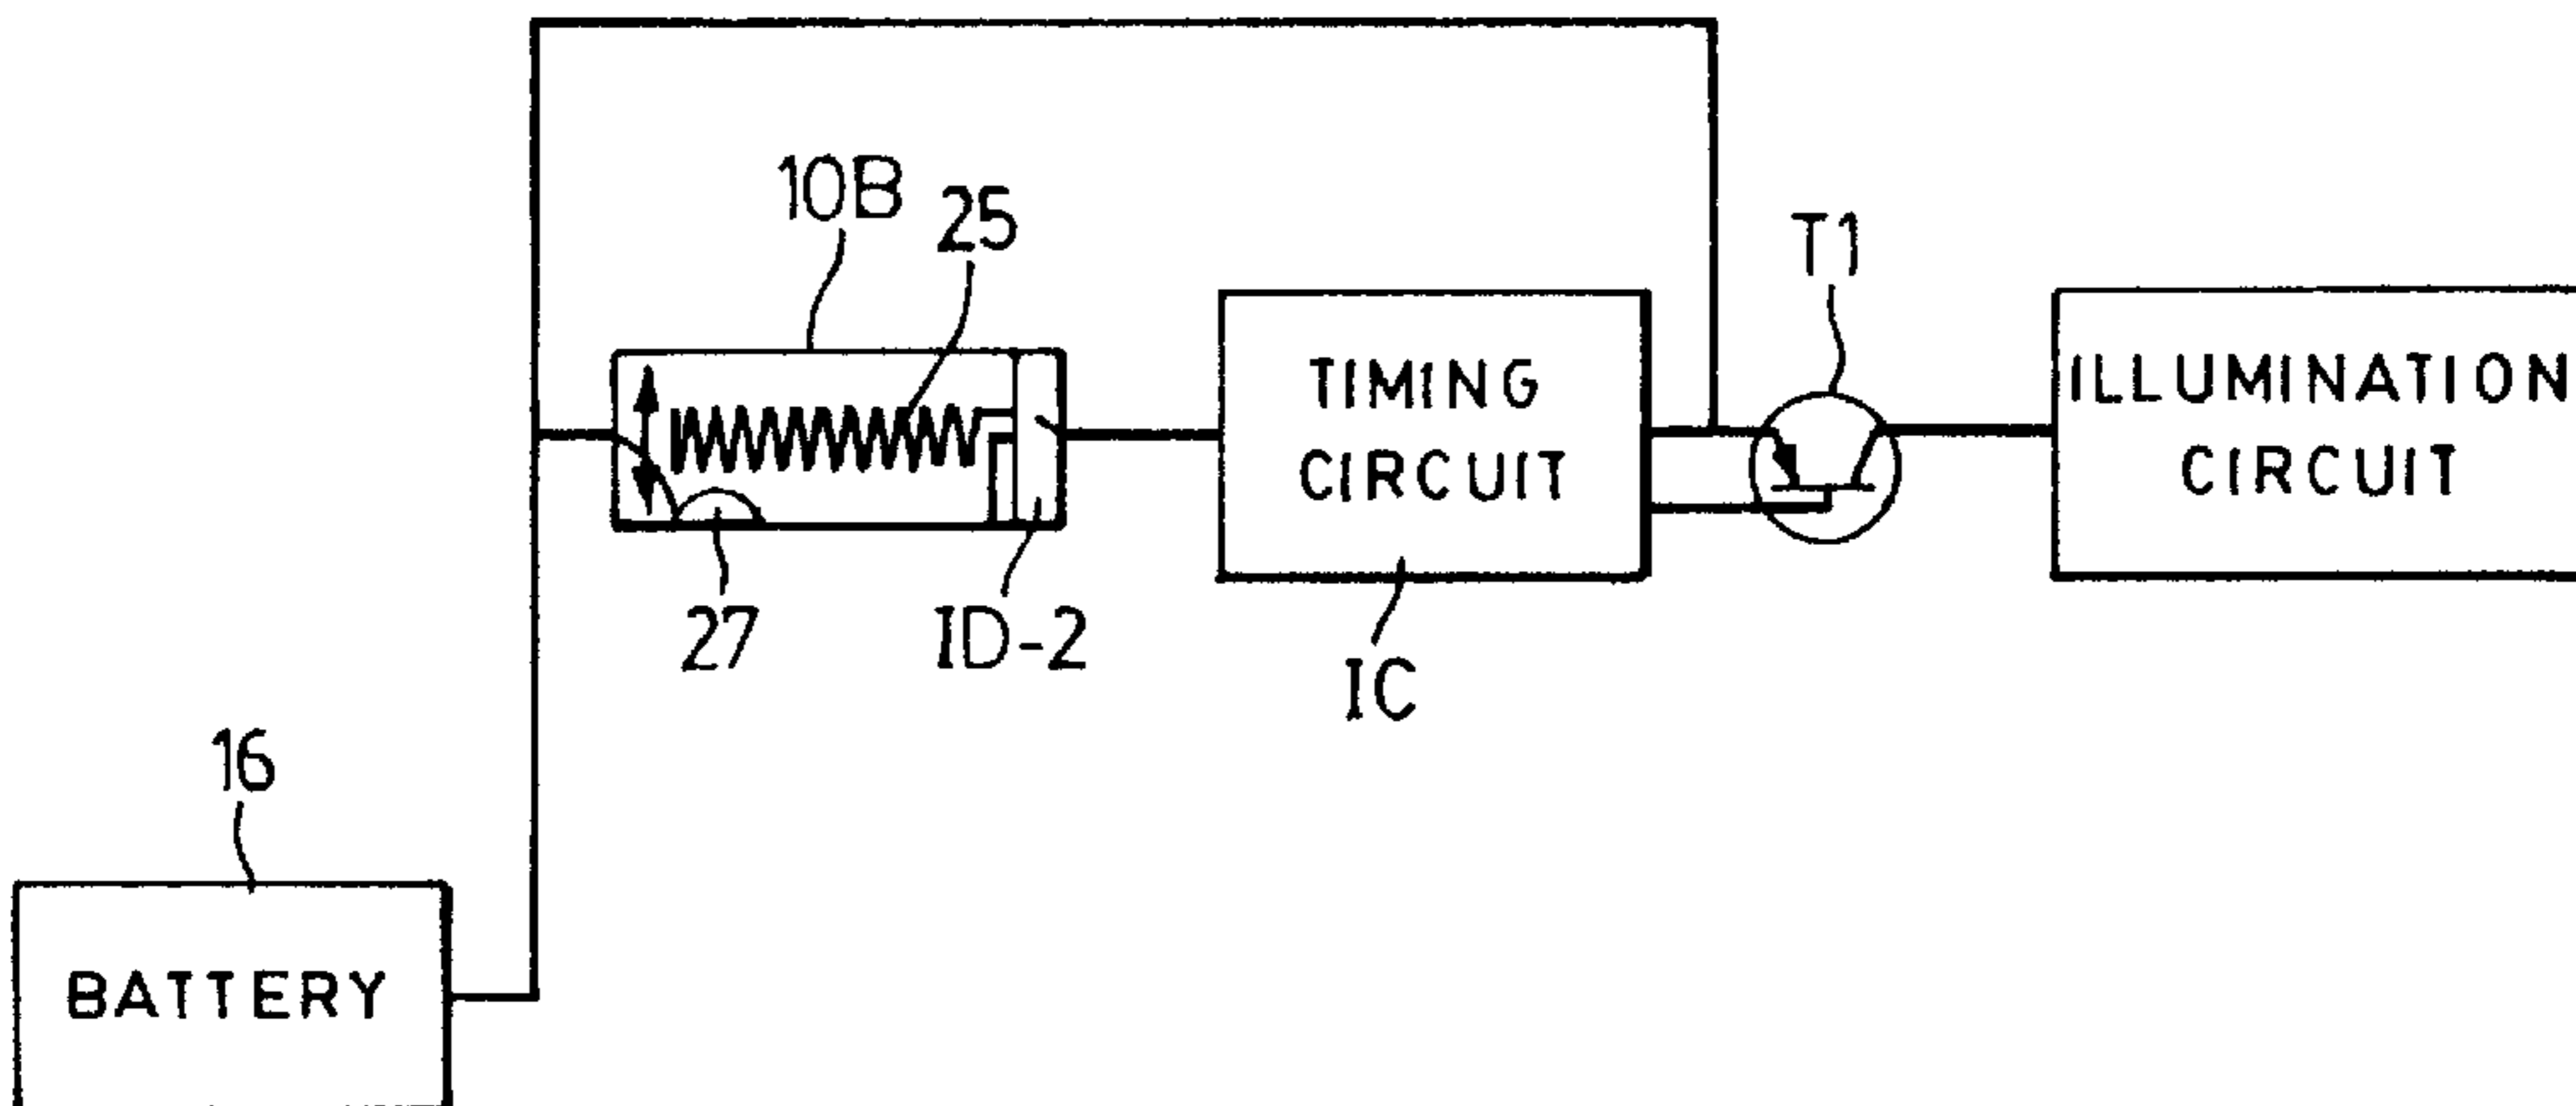 10B
25
T1
TIMING
CIRCUIT
ILLUMINATION
CIRCUIT
27
ID-2
IC
16
BATTERY